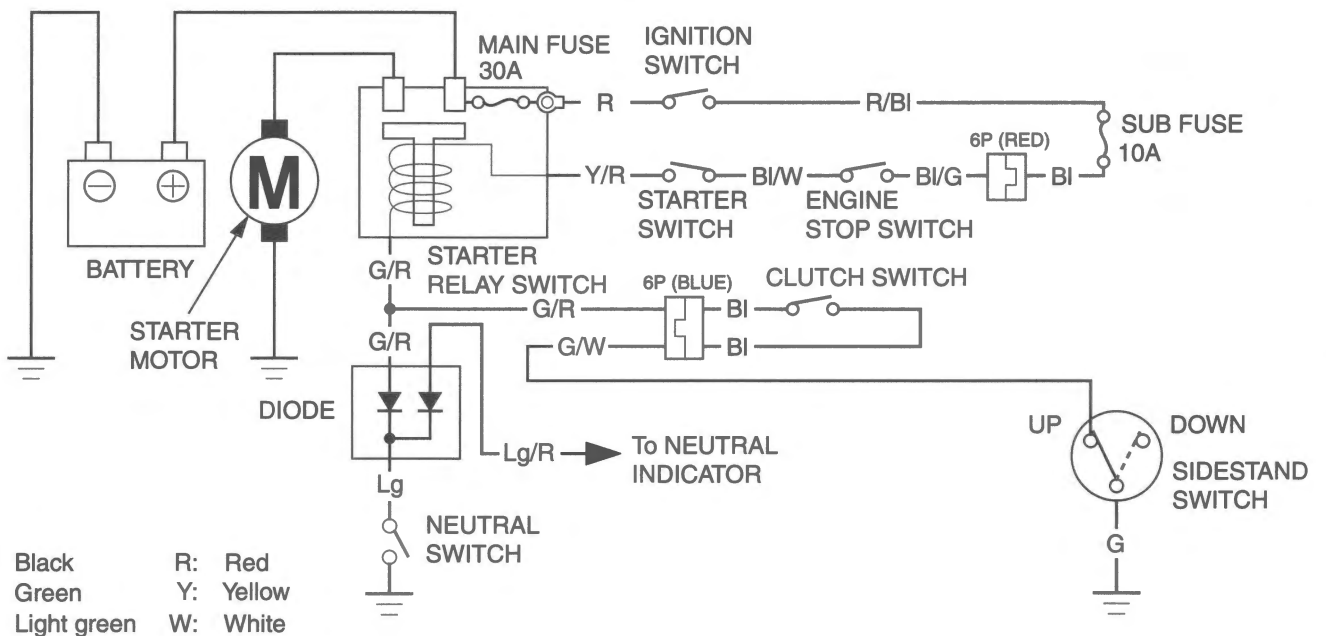 MAIN FUSE
30A
IGNITION
SWITCH
R
R/Bl
SUB FUSE
10A
6P (RED)
Y/R
Bl/W
Bl/G
Bl
STARTER
SWITCH
ENGINE
STOP SWITCH
M
BATTERY
STARTER
MOTOR
G/R
STARTER
RELAY SWITCH
6P (BLUE)
CLUTCH SWITCH
G/R
Bl
G/R
G/W
Bl
DIODE
UP
DOWN
SIDESTAND
SWITCH
Lg/R
To NEUTRAL
INDICATOR
Lg
NEUTRAL
SWITCH
G
Black R: Red
Green Y: Yellow
Light green W: White